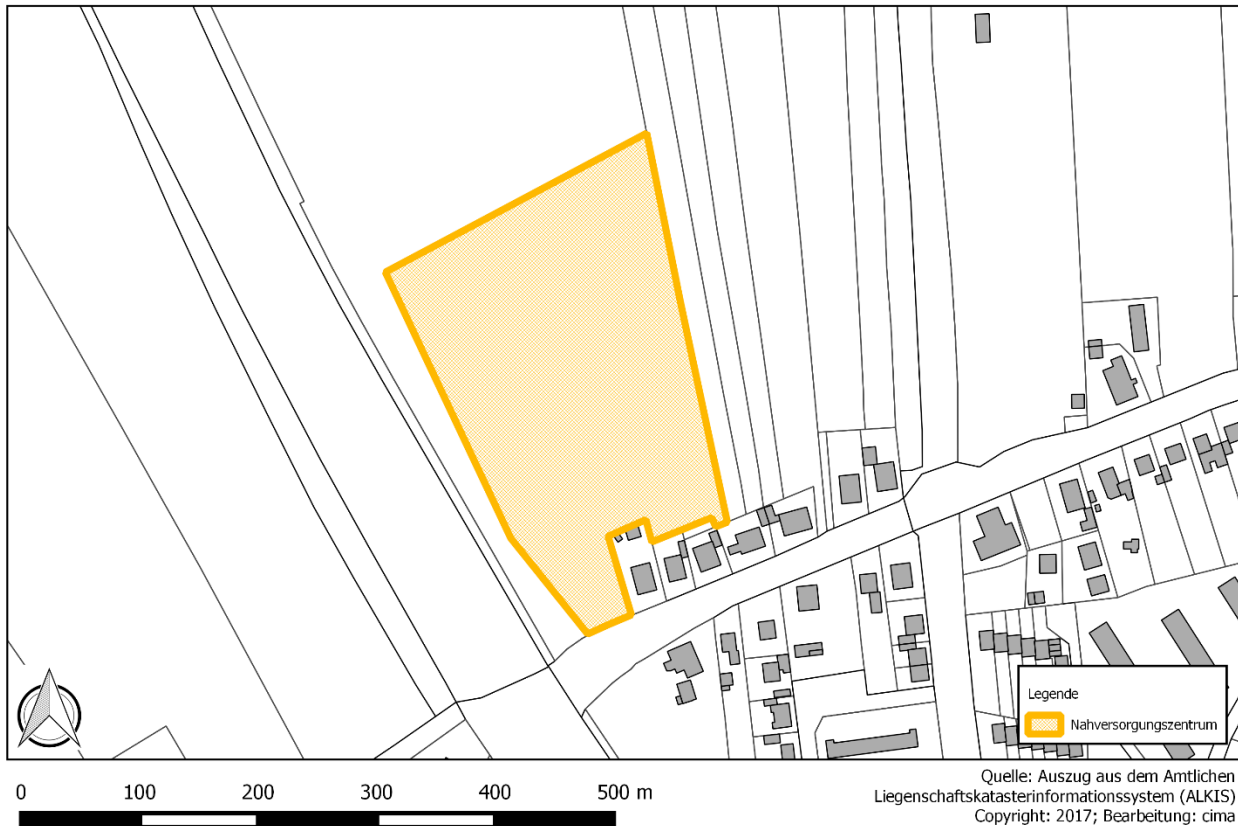 Legende
Nahversorgungszentrum
0 100 200 300 400 500 m
Quelle: Auszug aus dem Amtlichen
Liegenschaftskatasterinformationssystem (ALKIS)
Copyright: 2017; Bearbeitung: cima